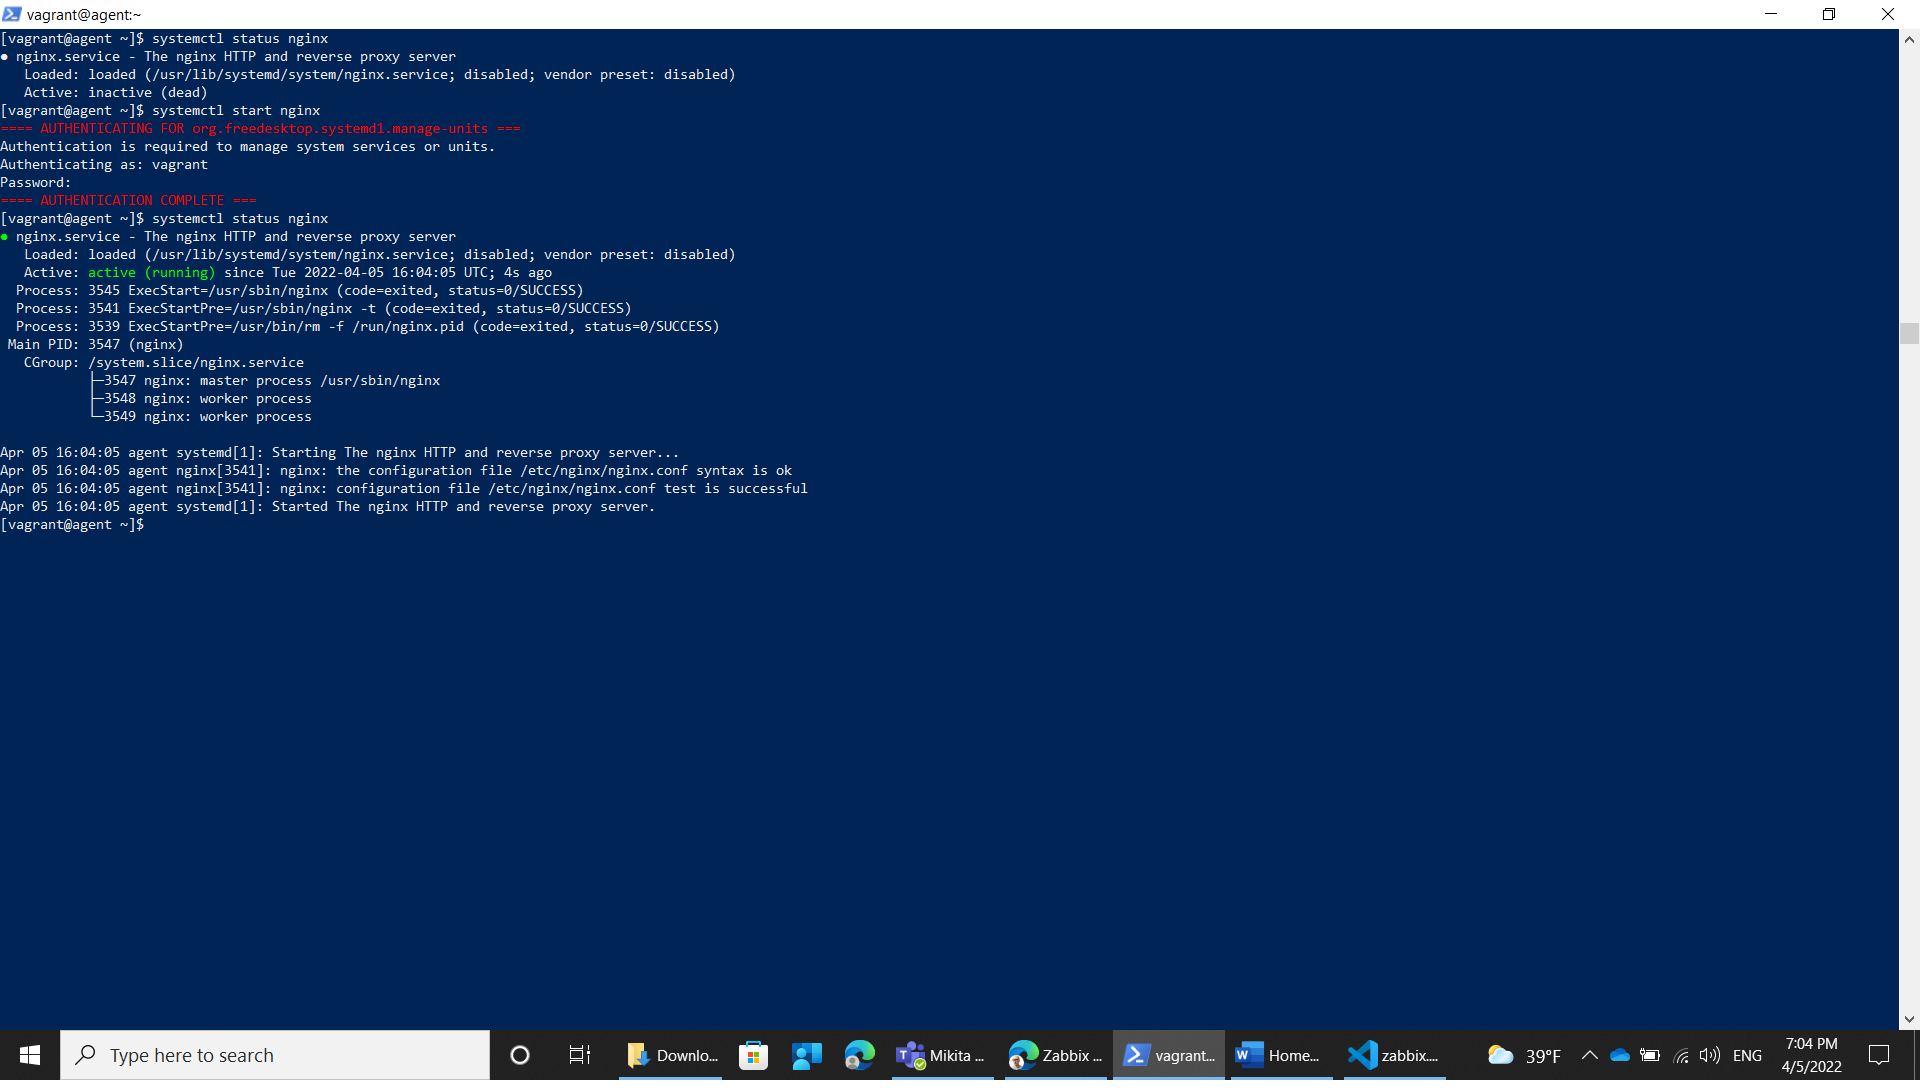 vagrant@agent:~
[vagrant@agent ~]$ systemctl status nginx
● nginx.service - The nginx HTTP and reverse proxy server
   Loaded: loaded (/usr/lib/systemd/system/nginx.service; disabled; vendor preset: disabled)
   Active: inactive (dead)
[vagrant@agent ~]$ systemctl start nginx
==== AUTHENTICATING FOR org.freedesktop.systemd1.manage-units ===
Authentication is required to manage system services or units.
Authenticating as: vagrant
Password:
==== AUTHENTICATION COMPLETE ===
[vagrant@agent ~]$ systemctl status nginx
● nginx.service - The nginx HTTP and reverse proxy server
   Loaded: loaded (/usr/lib/systemd/system/nginx.service; disabled; vendor preset: disabled)
   Active: active (running) since Tue 2022-04-05 16:04:05 UTC; 4s ago
  Process: 3545 ExecStart=/usr/sbin/nginx (code=exited, status=0/SUCCESS)
  Process: 3541 ExecStartPre=/usr/sbin/nginx -t (code=exited, status=0/SUCCESS)
  Process: 3539 ExecStartPre=/usr/bin/rm -f /run/nginx.pid (code=exited, status=0/SUCCESS)
 Main PID: 3547 (nginx)
   CGroup: /system.slice/nginx.service
           ├─3547 nginx: master process /usr/sbin/nginx
           ├─3548 nginx: worker process
           └─3549 nginx: worker process
Apr 05 16:04:05 agent systemd[1]: Starting The nginx HTTP and reverse proxy server...
Apr 05 16:04:05 agent nginx[3541]: nginx: the configuration file /etc/nginx/nginx.conf syntax is ok
Apr 05 16:04:05 agent nginx[3541]: nginx: configuration file /etc/nginx/nginx.conf test is successful
Apr 05 16:04:05 agent systemd[1]: Started The nginx HTTP and reverse proxy server.
[vagrant@agent ~]$
Type here to search
Downlo...
Mikita ...
Zabbix ...
vagrant...
Home...
zabbix....
39°F
ENG
7:04 PM
4/5/2022